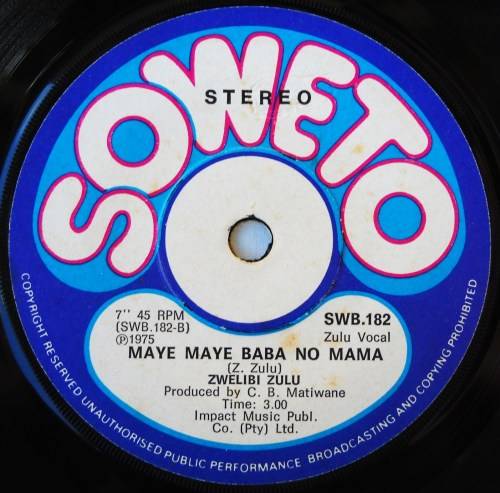 SOWETO
STEREO
7'' 45 RPM
(SWB.182-B)
Ⓟ1975
SWB.182
Zulu Vocal
MAYE MAYE BABA NO MAMA
(Z. Zulu)
ZWELIBI ZULU
Produced by C. B. Matiwane
Time: 3.00
Impact Music Publ.
Co. (Pty) Ltd.
COPYRIGHT RESERVED UNAUTHORISED PUBLIC PERFORMANCE BROADCASTING AND COPYING PROHIBITED